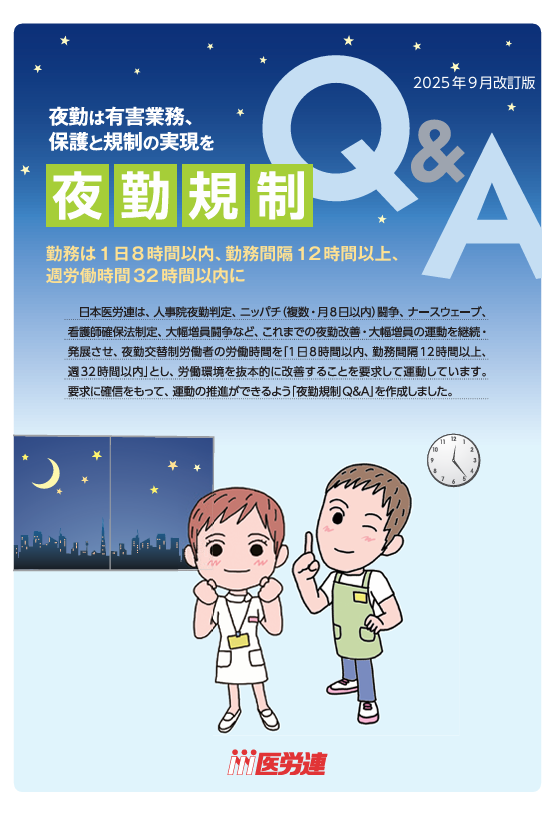 2025年9月改訂版
Q&A
夜勤は有害業務、
保護と規制の実現を
夜勤規制
勤務は1日8時間以内、勤務間隔12時間以上、
週労働時間32時間以内に
日本医労連は、人事院夜勤判定、ニッパチ（複数・月8日以内）闘争、ナースウェーブ、
看護師確保法制定、大幅増員闘争など、これまでの夜勤改善・大幅増員の運動を継続・
発展させ、夜勤交替制労働者の労働時間を「1日8時間以内、勤務間隔12時間以上、
週32時間以内」とし、労働環境を抜本的に改善することを要求して運動しています。
要求に確信をもって、運動の推進ができるよう「夜勤規制Q&A」を作成しました。
12
1
2
3
4
5
6
7
8
9
10
11
医労連